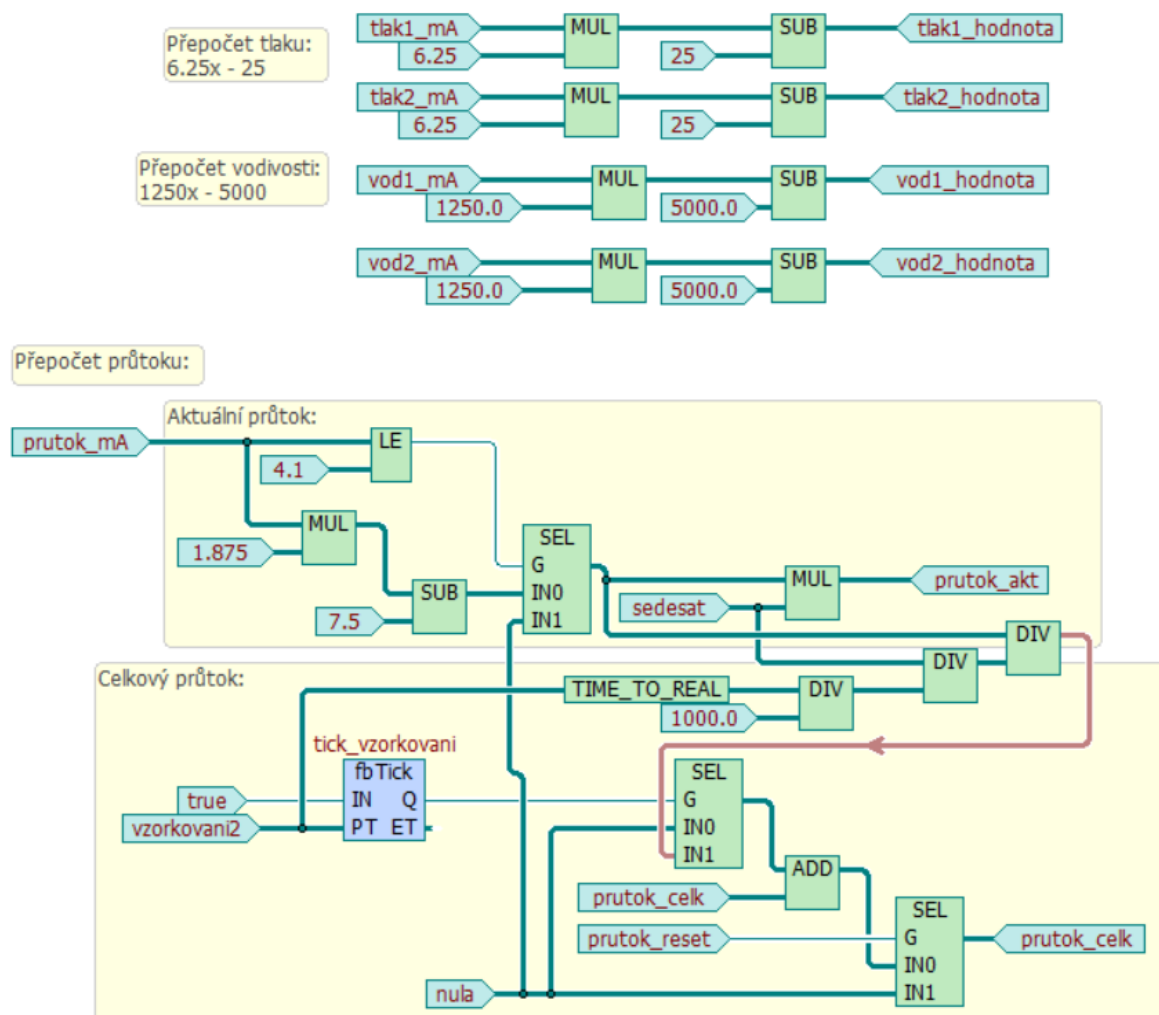 Přepočet tlaku:
6.25x - 25
tlak1_mA
6.25
MUL
25
SUB
tlak1_hodnota
tlak2_mA
6.25
MUL
25
SUB
tlak2_hodnota
Přepočet vodivosti:
1250x - 5000
vod1_mA
1250.0
MUL
5000.0
SUB
vod1_hodnota
vod2_mA
1250.0
MUL
5000.0
SUB
vod2_hodnota
Přepočet průtoku:
Aktuální průtok:
prutok_mA
4.1
LE
1.875
MUL
7.5
SUB
SEL
G
IN0
IN1
sedesat
MUL
prutok_akt
DIV
DIV
Celkový průtok:
TIME_TO_REAL
1000.0
DIV
tick_vzorkovani
fbTick
IN Q
PT ET
true
vzorkovani2
SEL
G
IN0
IN1
prutok_celk
ADD
prutok_reset
SEL
G
IN0
IN1
prutok_celk
nula